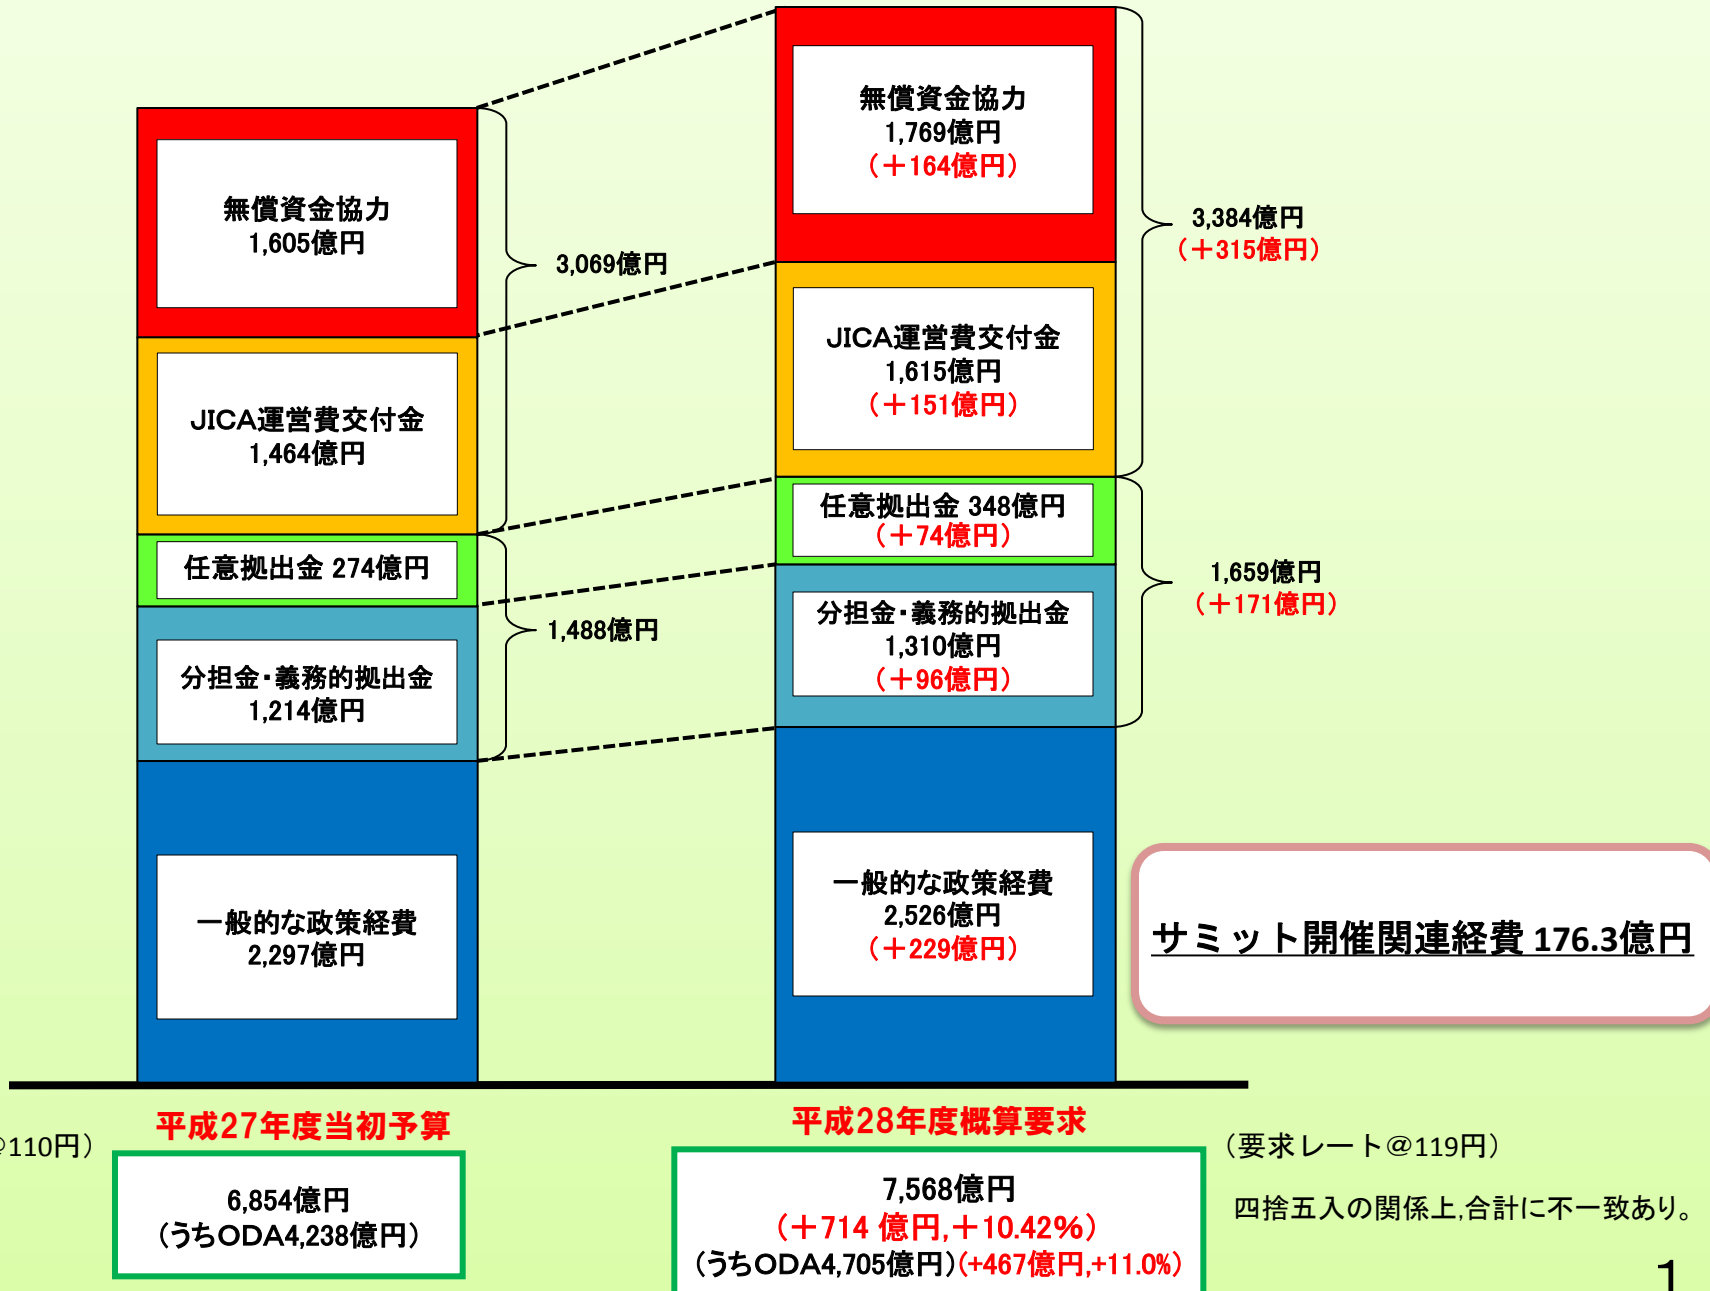 無償資金協力
1,605億円
3,069億円
JICA運営費交付金
1,464億円
任意拠出金 274億円
1,488億円
分担金・義務的拠出金
1,214億円
一般的な政策経費
2,297億円
無償資金協力
1,769億円
（＋164億円）
3,384億円
（＋315億円）
JICA運営費交付金
1,615億円
（＋151億円）
任意拠出金 348億円
（＋74億円）
1,659億円
（＋171億円）
分担金・義務的拠出金
1,310億円
（＋96億円）
一般的な政策経費
2,526億円
（＋229億円）
サミット開催関連経費 176.3億円
平成27年度当初予算
@110円）
6,854億円
（うちODA4,238億円）
平成28年度概算要求
7,568億円
（＋714 億円,＋10.42%）
（うちODA4,705億円）(+467億円,+11.0%)
（要求レート@119円）
四捨五入の関係上,合計に不一致あり。
1